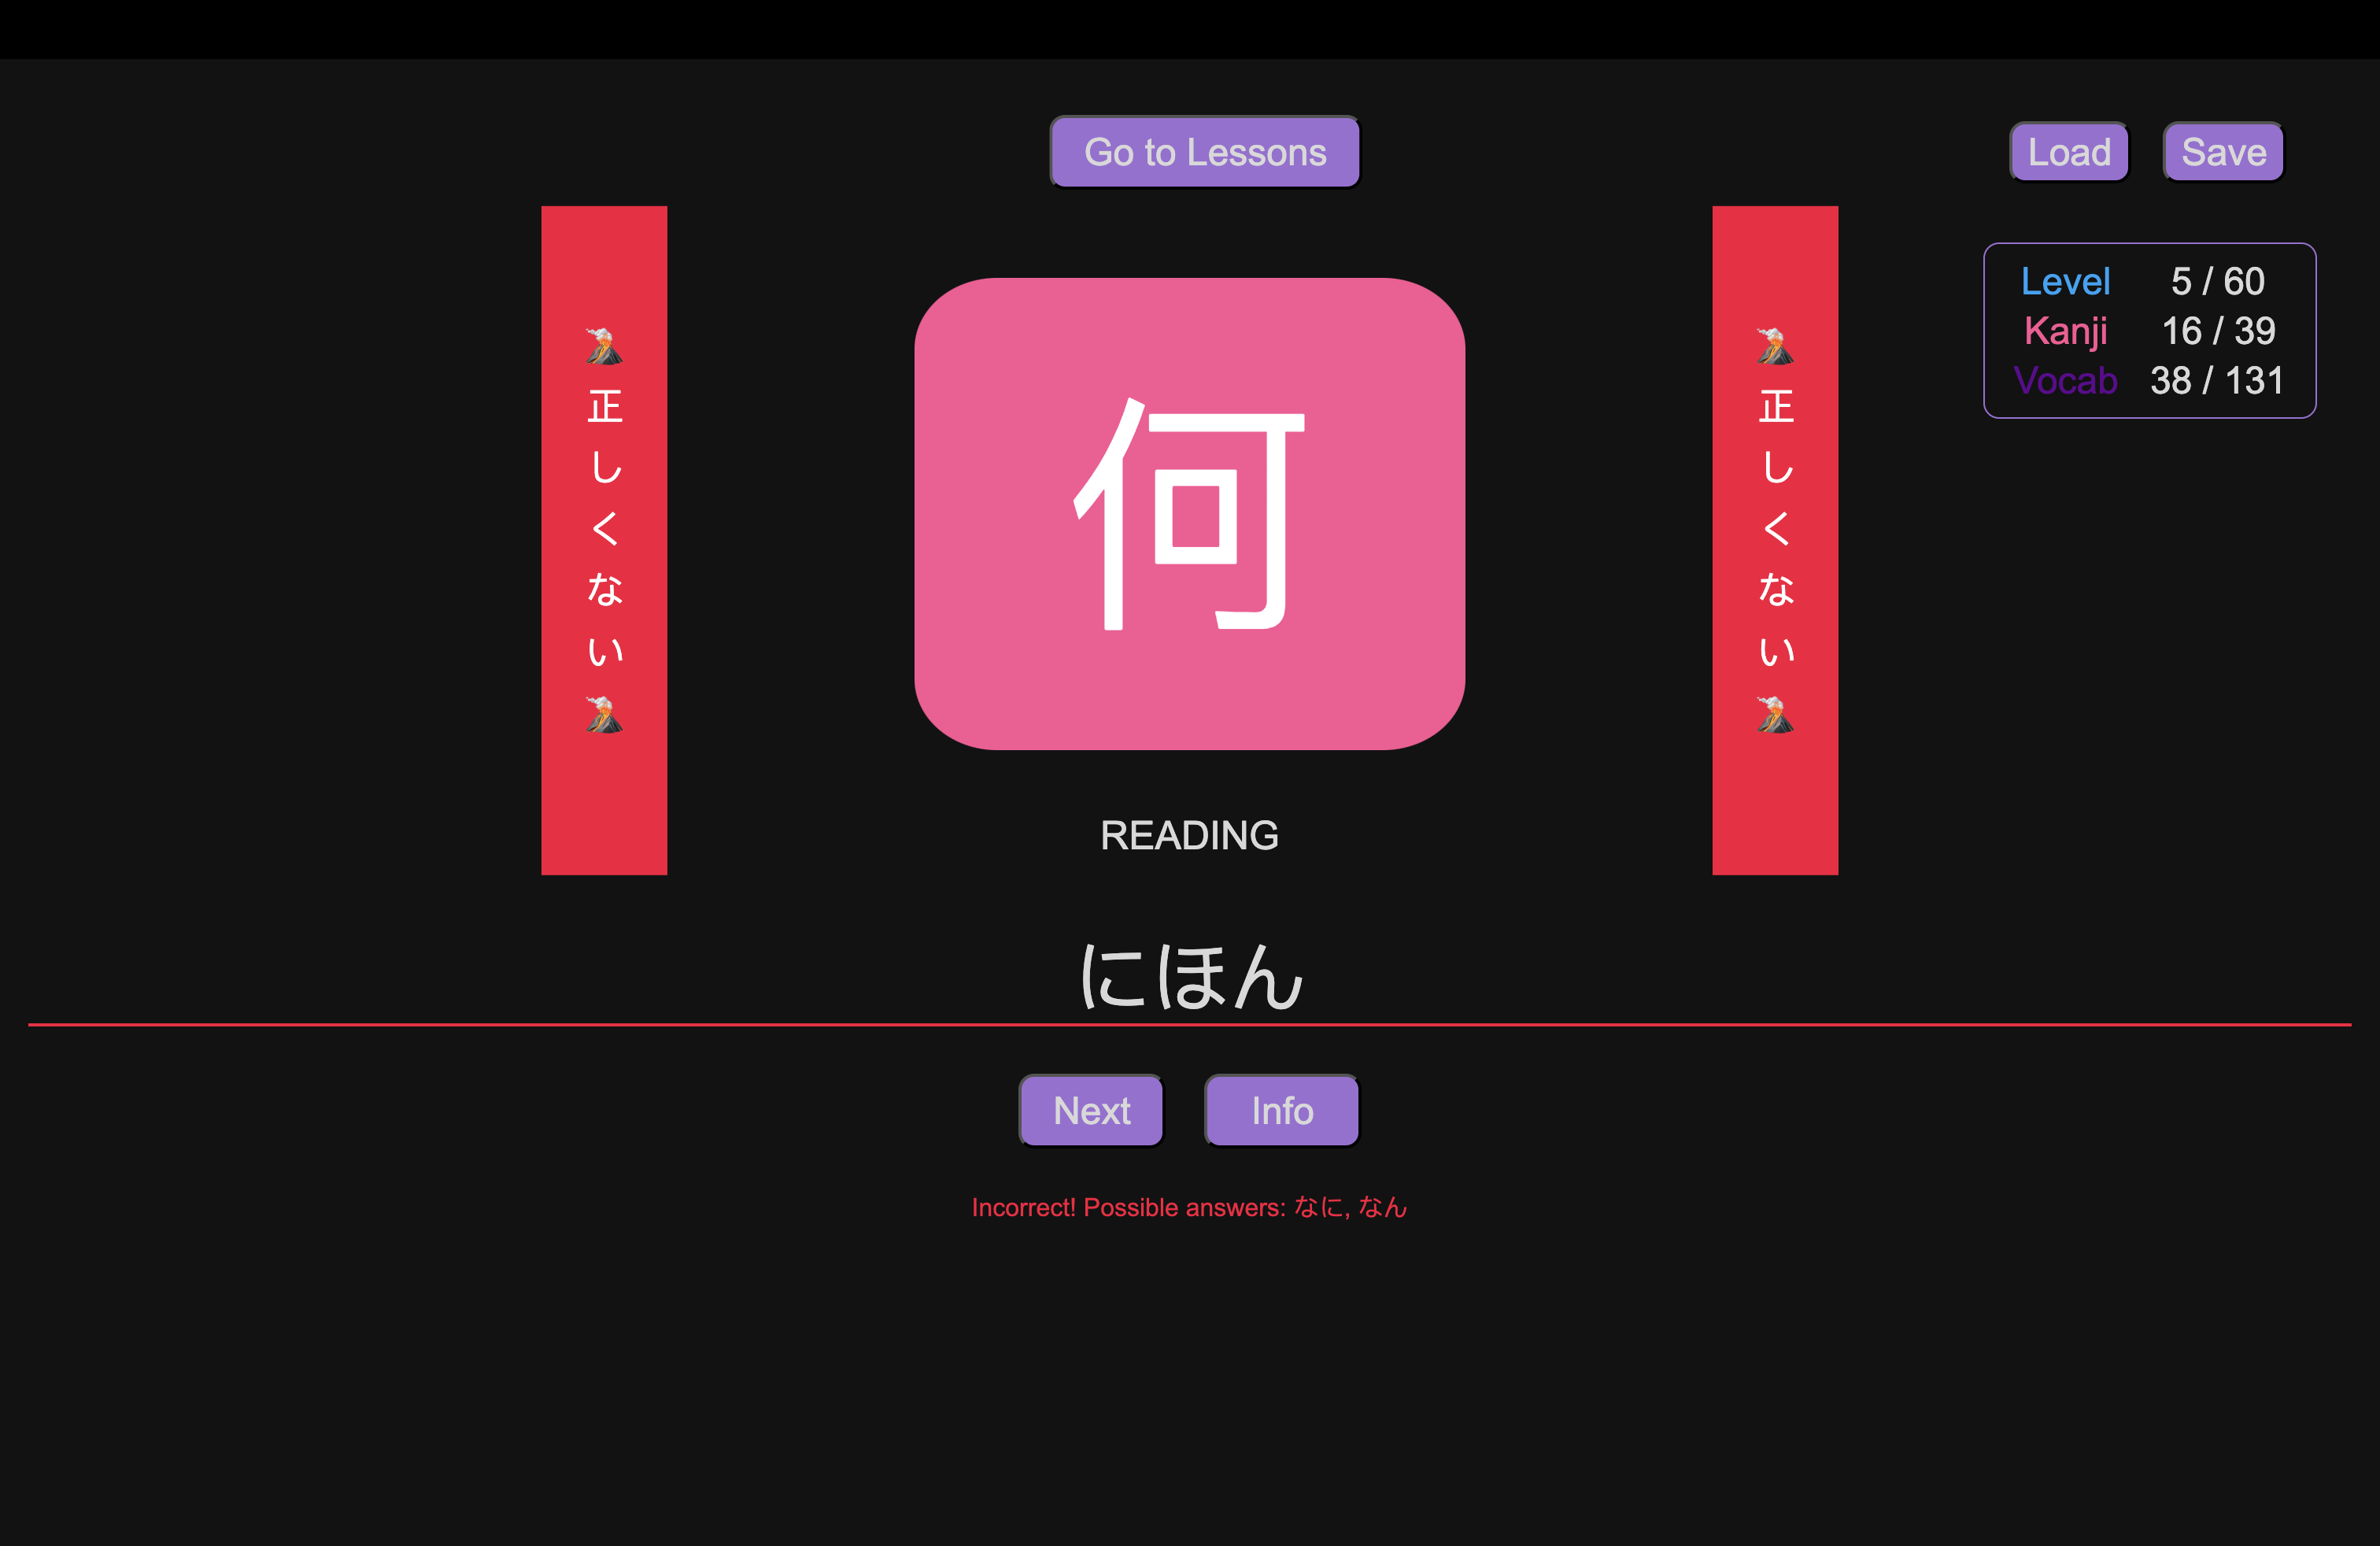 Go to Lessons
Load
Save
Level 5 / 60
Kanji 16 / 39
Vocab 38 / 131
正しくない
何
正しくない
READING
にほん
Next
Info
Incorrect! Possible answers: なに, なん